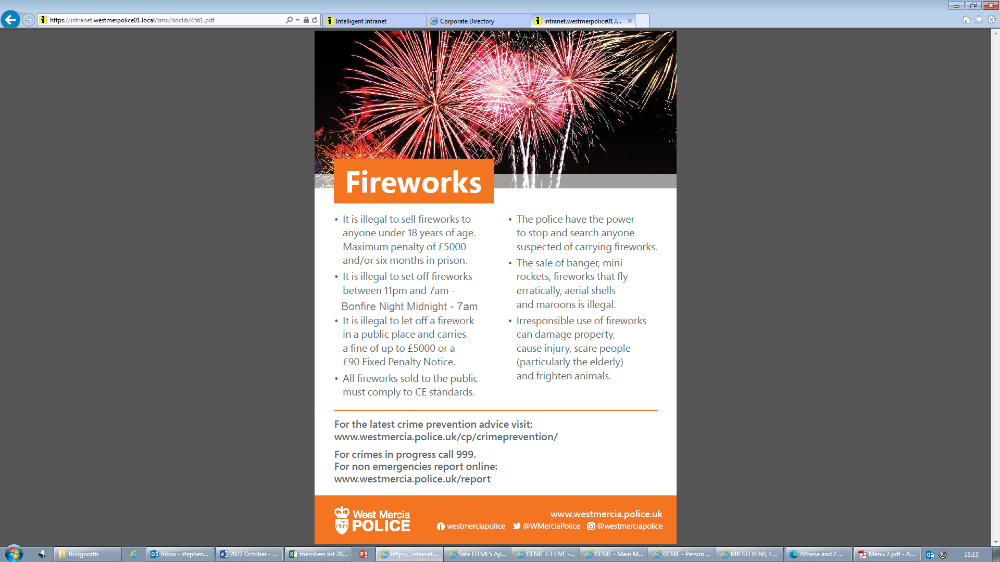 https://intranet.westmerpolice01.local/smii/doclib/4561.pdf
Intelligent Intranet
Corporate Directory
intranet.westmerpolice01.l...
Fireworks
• It is illegal to sell fireworks to
anyone under 18 years of age.
Maximum penalty of £5000
and/or six months in prison.
• It is illegal to set off fireworks
between 11pm and 7am -
Bonfire Night Midnight - 7am
• It is illegal to let off a firework
in a public place and carries
a fine of up to £5000 or a
£90 Fixed Penalty Notice.
• All fireworks sold to the public
must comply to CE standards.
• The police have the power
to stop and search anyone
suspected of carrying fireworks.
• The sale of banger, mini
rockets, fireworks that fly
erratically, aerial shells
and maroons is illegal.
• Irresponsible use of fireworks
can damage property,
cause injury, scare people
(particularly the elderly)
and frighten animals.
For the latest crime prevention advice visit:
www.westmercia.police.uk/cp/crimeprevention/
For crimes in progress call 999.
For non emergencies report online:
www.westmercia.police.uk/report
West Mercia
POLICE
www.westmercia.police.uk
westmerciapolice @WMerciaPolice @westmerciapolice
Bridgnorth
Inbox - stephen...
2022 October - ...
members list 20...
https://intranet....
Safe HTML5 Ap...
GENIE 7.3 LIVE -...
GENIE - Main M...
GENIE - Person ...
MR STEVENS, L...
Athena and 2 ...
Menu 2.pdf - A...
16:13